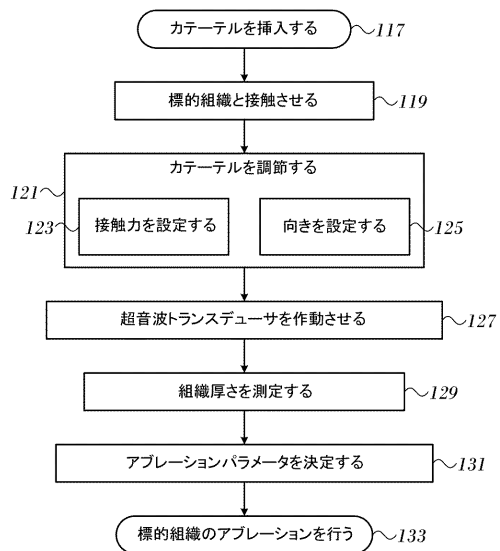 カテーテルを挿入する
117
標的組織と接触させる
119
カテーテルを調節する
121
接触力を設定する
123
向きを設定する
125
超音波トランスデューサを作動させる
127
組織厚さを測定する
129
アブレーションパラメータを決定する
131
標的組織のアブレーションを行う
133